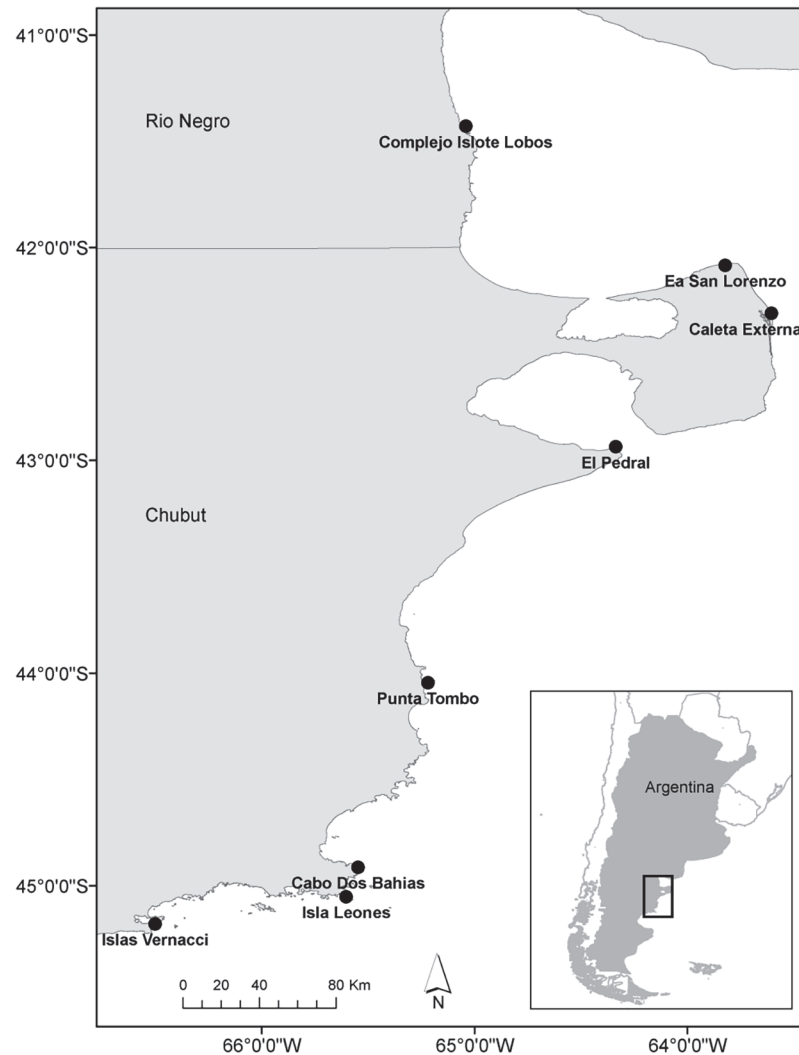 41°0'0"S
Rio Negro
Complejo Islote Lobos
42°0'0"S
Ea San Lorenzo
Caleta Externa
43°0'0"S
El Pedral
Chubut
44°0'0"S
Punta Tombo
Argentina
45°0'0"S
Cabo Dos Bahias
Isla Leones
Islas Vernacci
0 20 40 80 Km
N
66°0'0"W 65°0'0"W 64°0'0"W